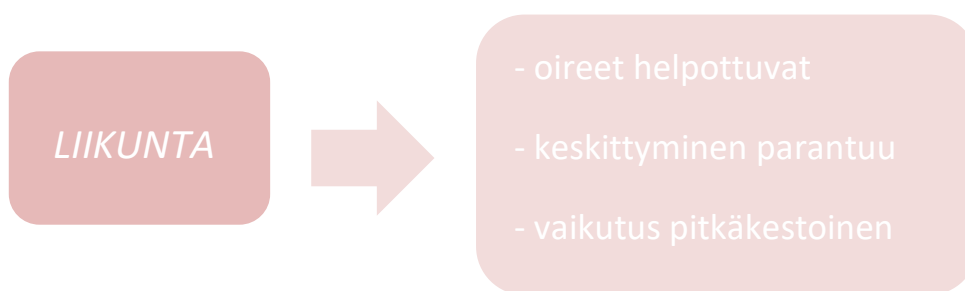 LIIKUNTA
- oireet helpottuvat
- keskittyminen parantuu
- vaikutus pitkäkestoinen